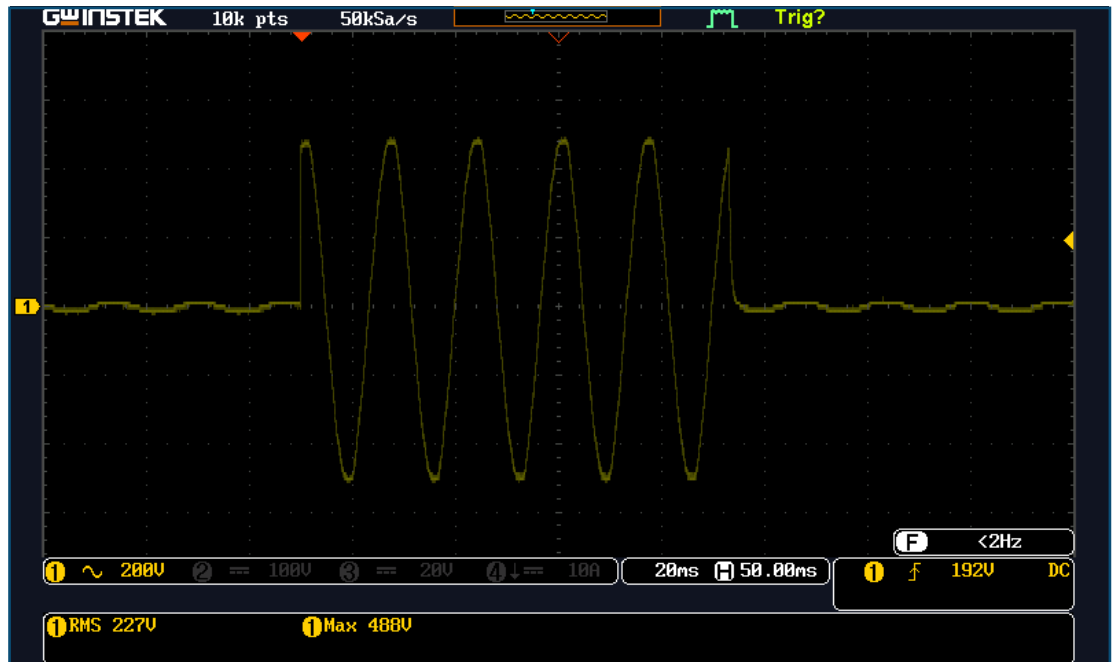 GWINSTEK 10k pts 50kSa/s Trig?
1
F <2Hz
1 200V 2 100V 3 20V 4 10A 20ms H 50.00ms 1 192V DC
1 RMS 227V 1 Max 488V